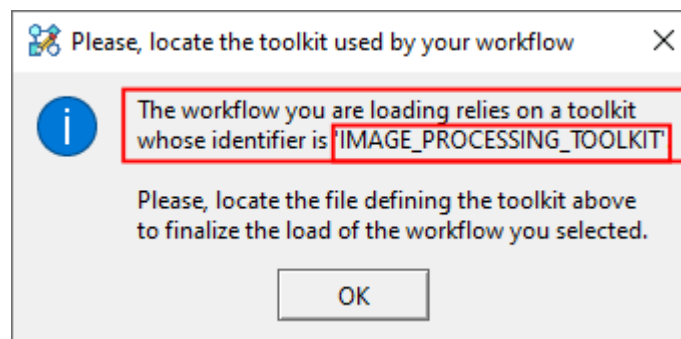 Please, locate the toolkit used by your workflow
The workflow you are loading relies on a toolkit
whose identifier is 'IMAGE_PROCESSING_TOOLKIT'.
Please, locate the file defining the toolkit above
to finalize the load of the workflow you selected.
OK